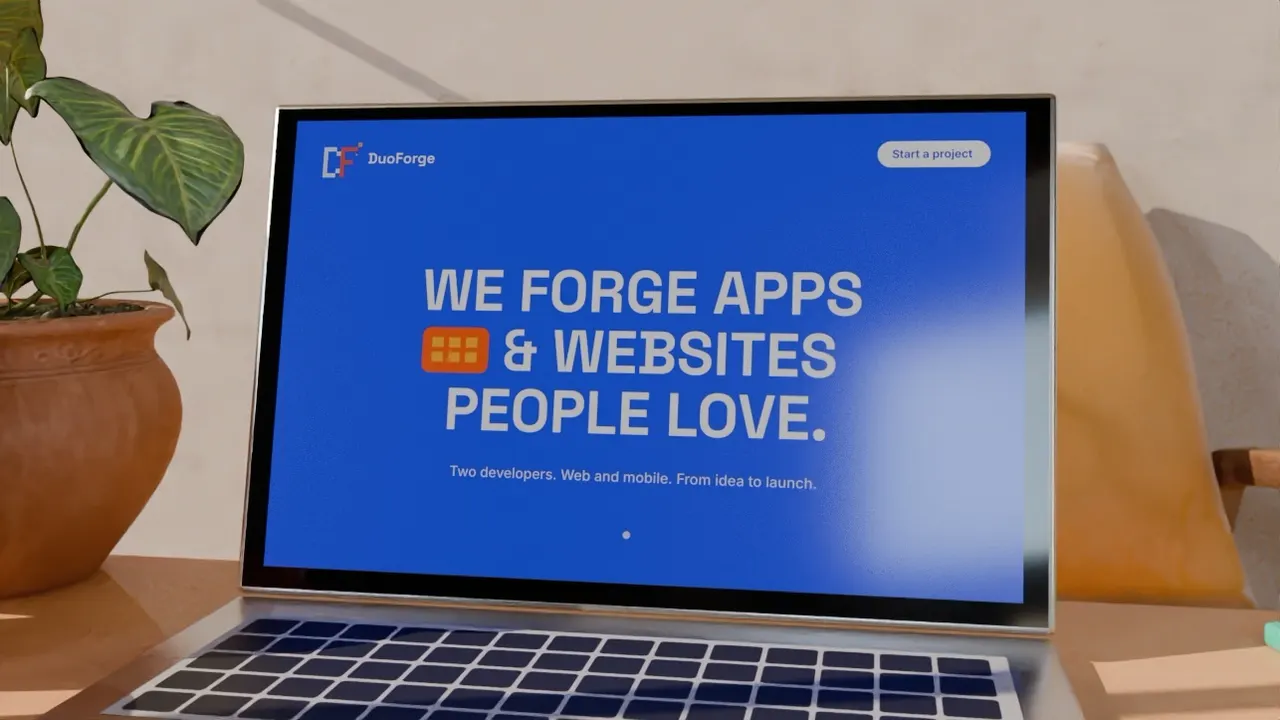 DF DuoForge
Start a project
WE FORGE APPS
& WEBSITES
PEOPLE LOVE.
Two developers. Web and mobile. From idea to launch.